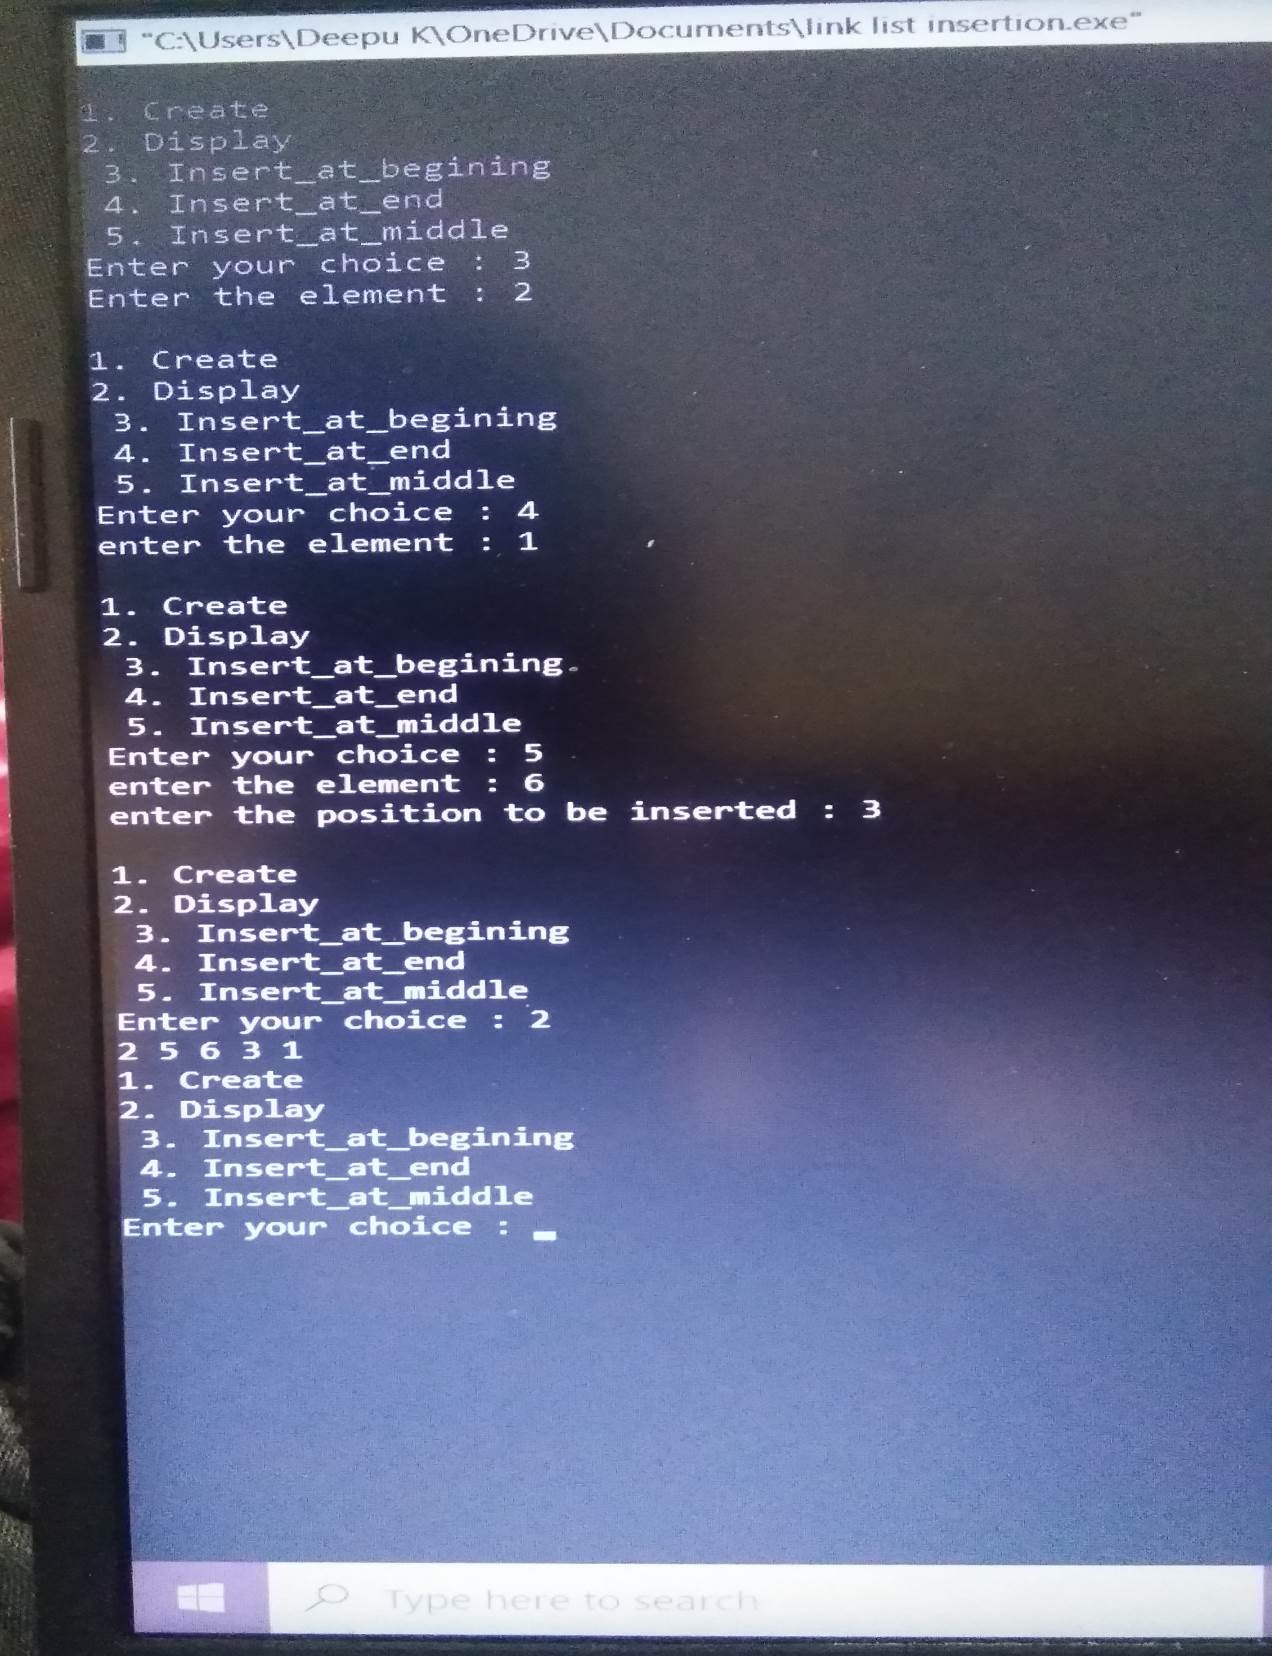 "C:\Users\Deepu K\OneDrive\Documents\link list insertion.exe"
1. Create
2. Display
3. Insert_at_begining
4. Insert_at_end
5. Insert_at_middle
Enter your choice : 3
Enter the element : 2
1. Create
2. Display
3. Insert_at_begining
4. Insert_at_end
5. Insert_at_middle
Enter your choice : 4
enter the element : 1
1. Create
2. Display
3. Insert_at_begining
4. Insert_at_end
5. Insert_at_middle
Enter your choice : 5
enter the element : 6
enter the position to be inserted : 3
1. Create
2. Display
3. Insert_at_begining
4. Insert_at_end
5. Insert_at_middle
Enter your choice : 2
2 5 6 3 1
1. Create
2. Display
3. Insert_at_begining
4. Insert_at_end
5. Insert_at_middle
Enter your choice : _
Type here to search